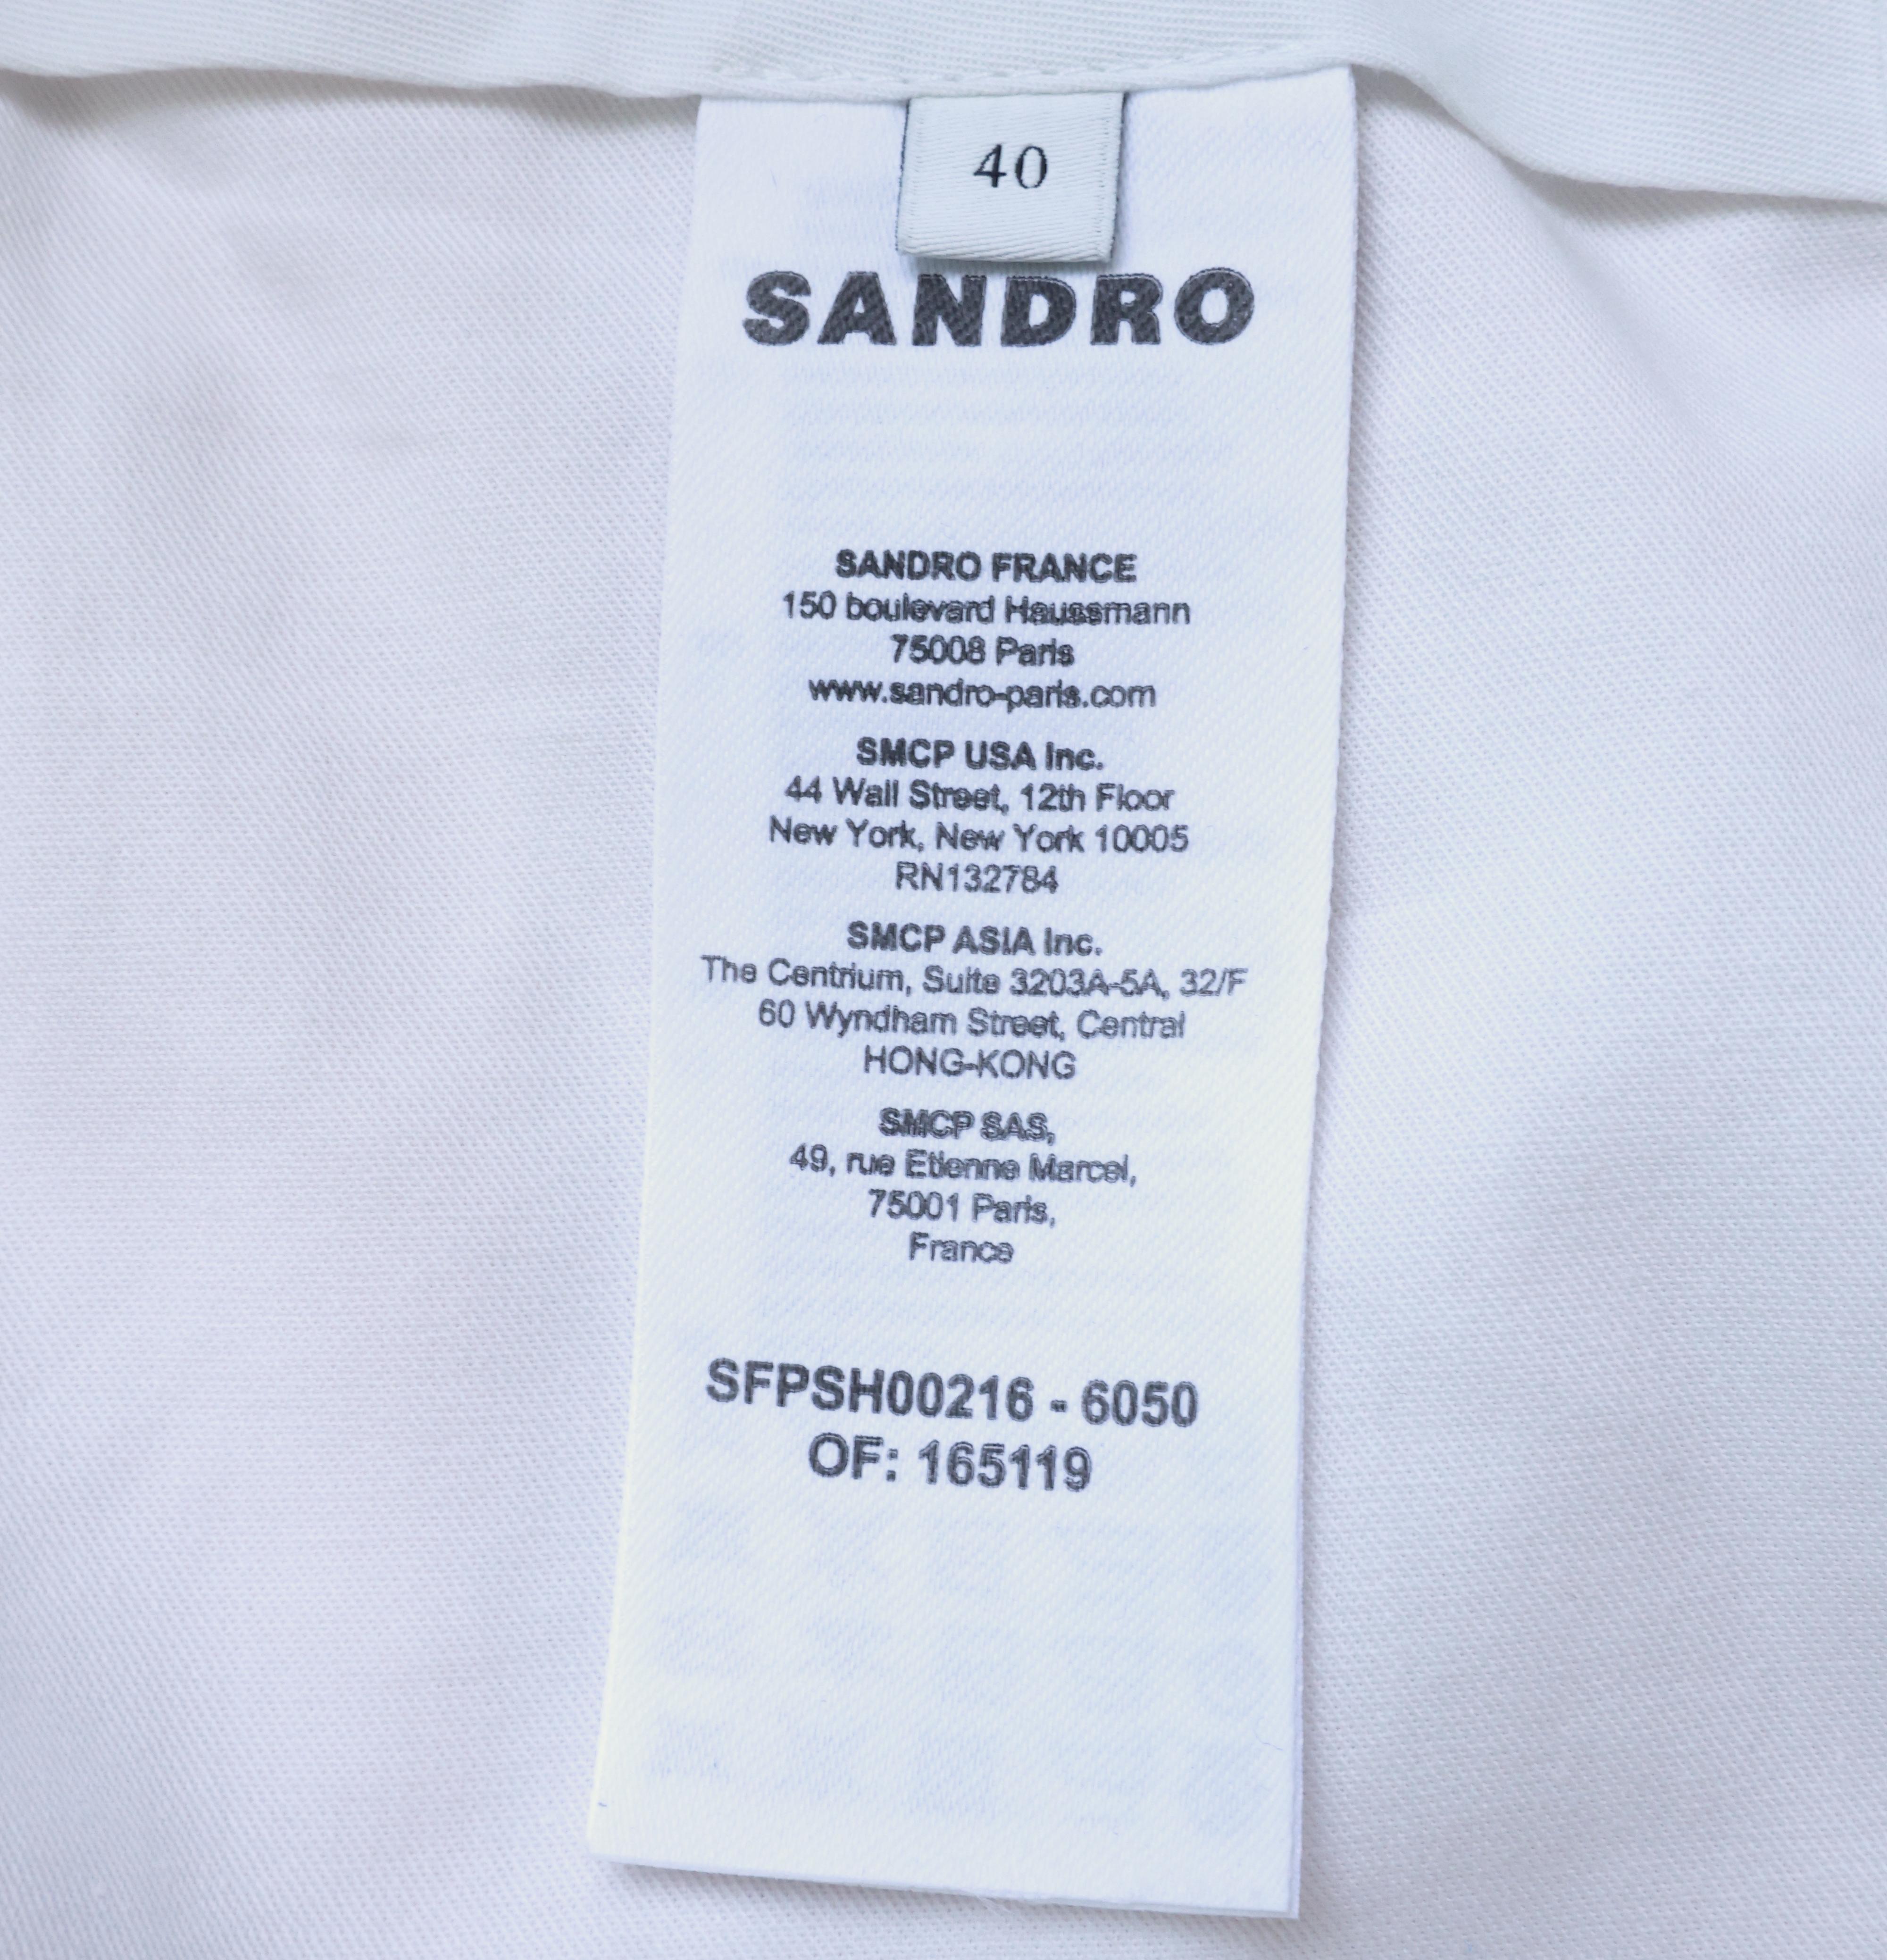 40
SANDRO
SANDRO FRANCE
150 boulevard Haussmann
75008 Paris
www.sandro-paris.com
SMCP USA Inc.
44 Wall Street, 12th Floor
New York, New York 10005
RN132784
SMCP ASIA Inc.
The Centrium, Suite 3203A-5A, 32/F
60 Wyndham Street, Central
HONG-KONG
SMCP SAS,
49, rue Etienne Marcel,
75001 Paris,
France
SFPSH00216 - 6050
OF: 165119